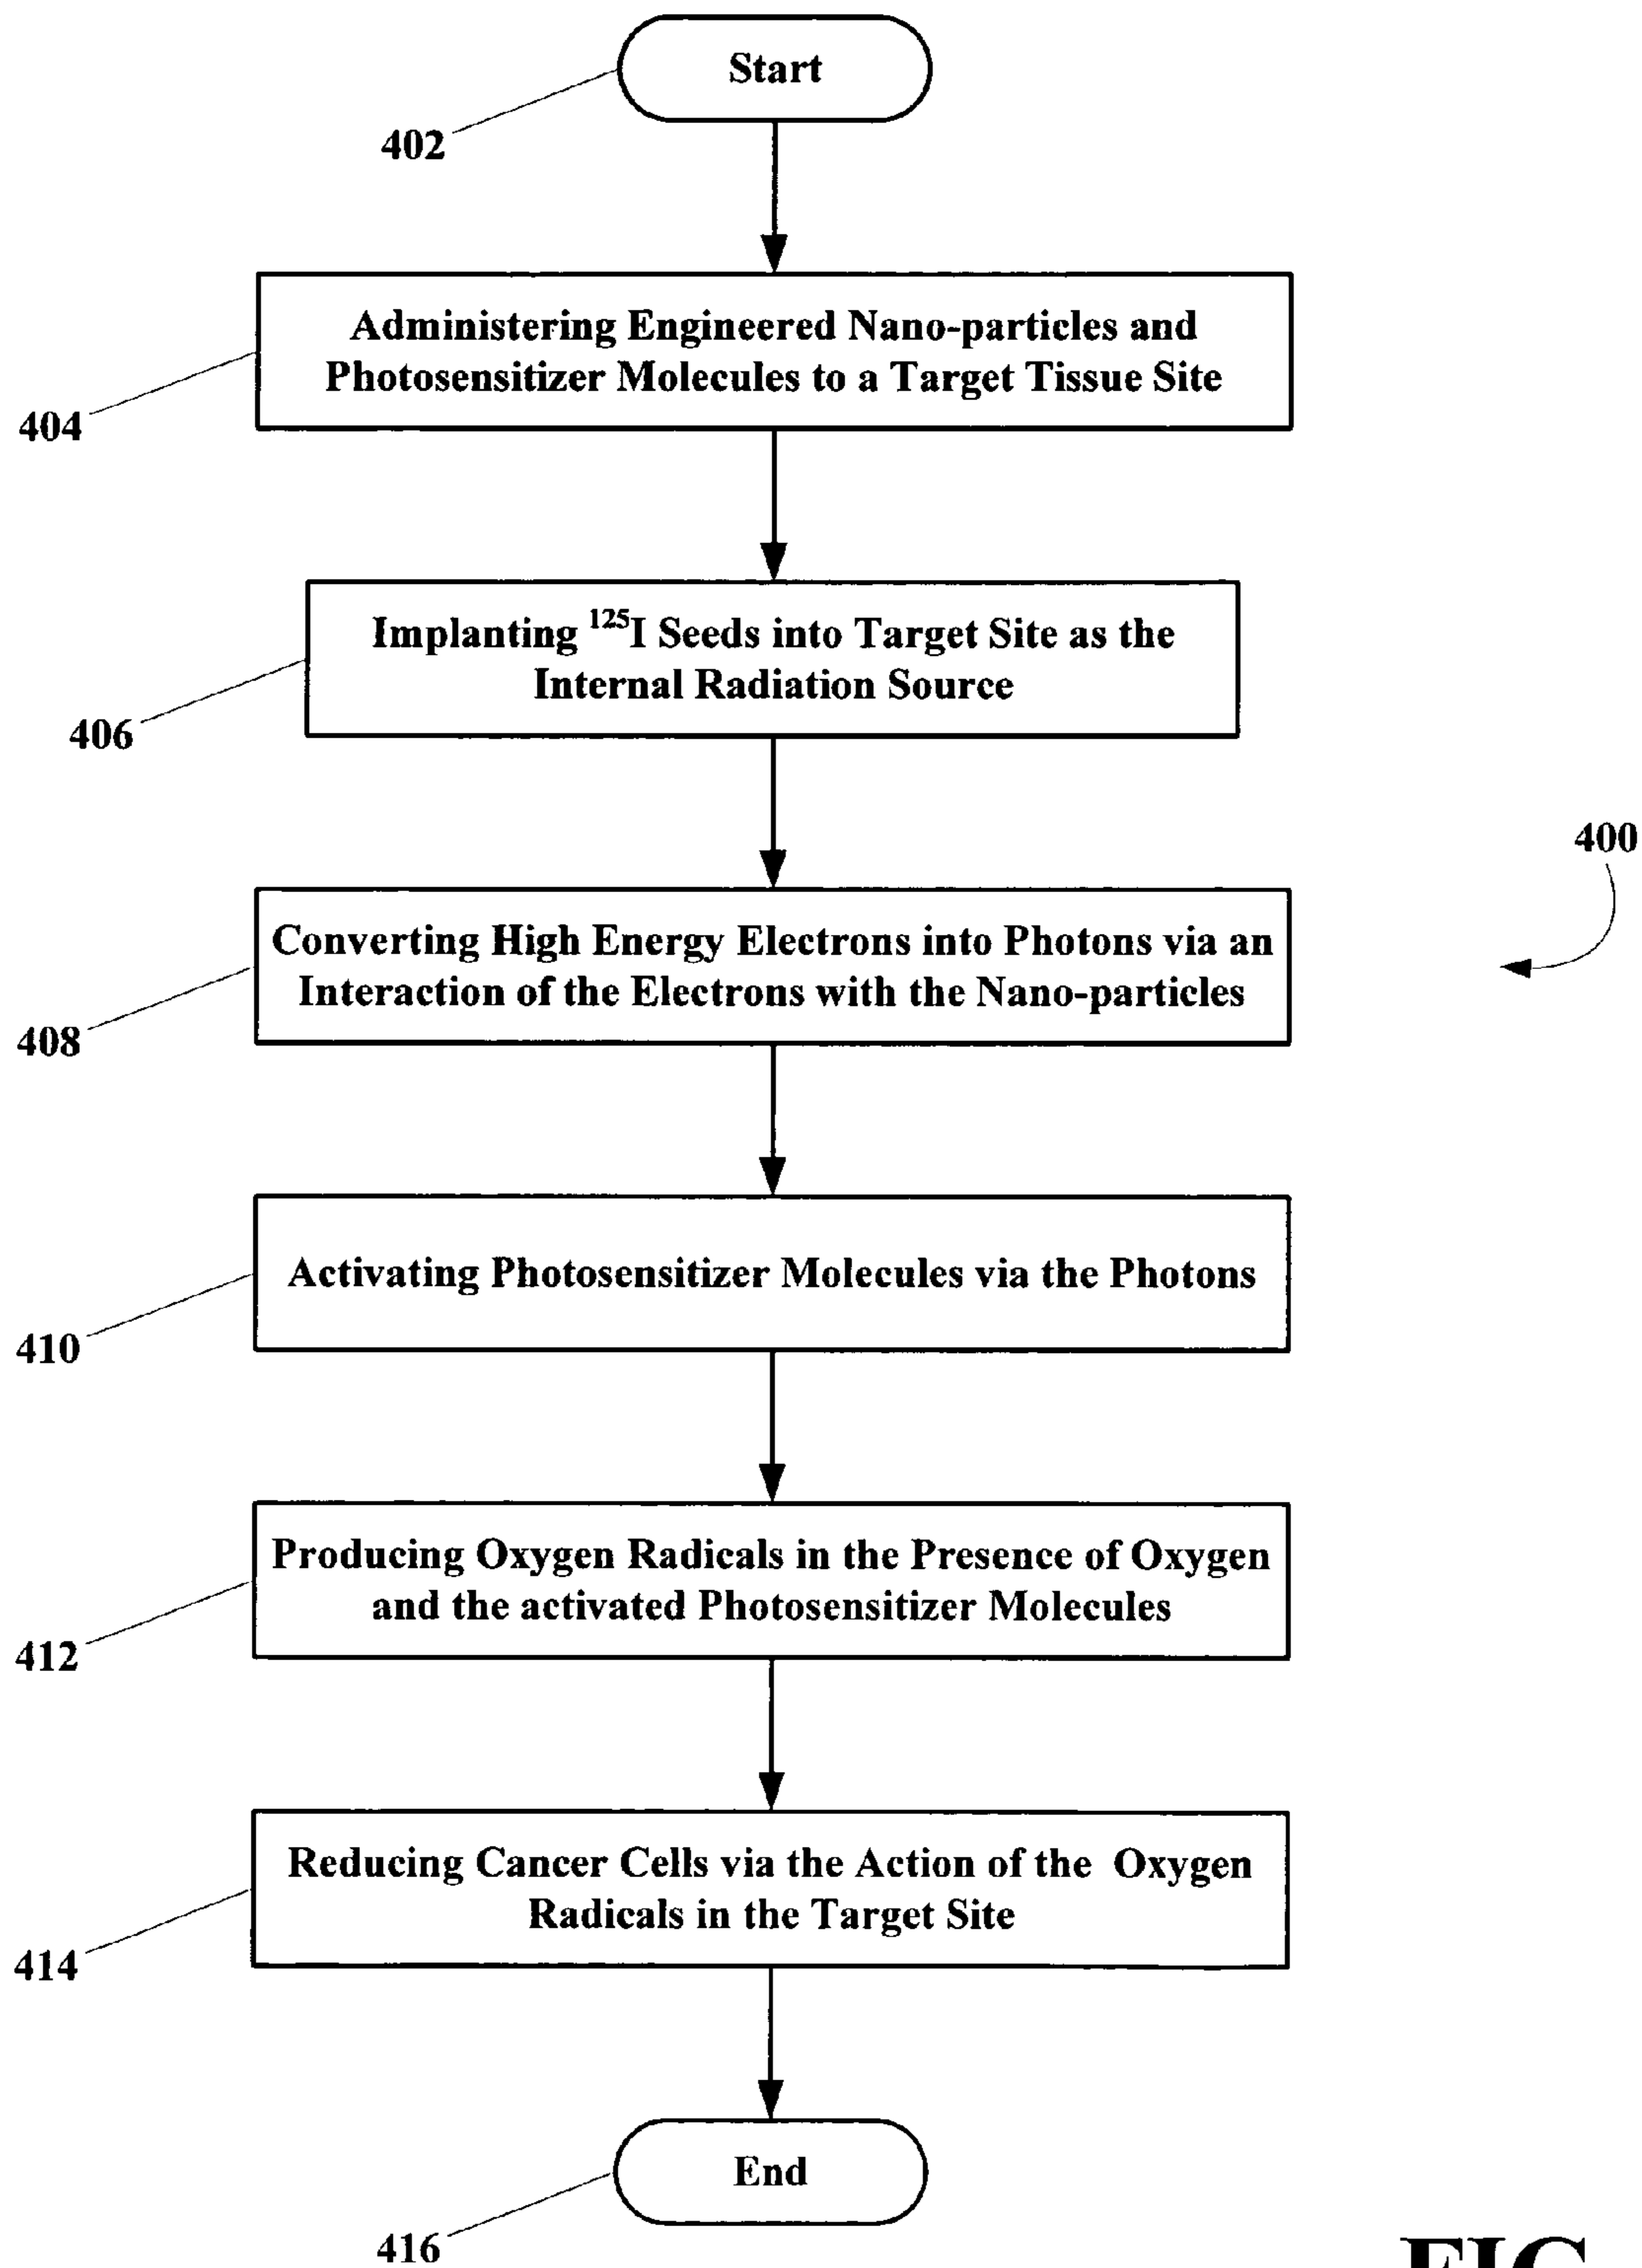 Start
402
Administering Engineered Nano-particles and
Photosensitizer Molecules to a Target Tissue Site
404
Implanting ¹²⁵I Seeds into Target Site as the
Internal Radiation Source
406
400
Converting High Energy Electrons into Photons via an
Interaction of the Electrons with the Nano-particles
408
Activating Photosensitizer Molecules via the Photons
410
Producing Oxygen Radicals in the Presence of Oxygen
and the activated Photosensitizer Molecules
412
Reducing Cancer Cells via the Action of the Oxygen
Radicals in the Target Site
414
End
416
FIG